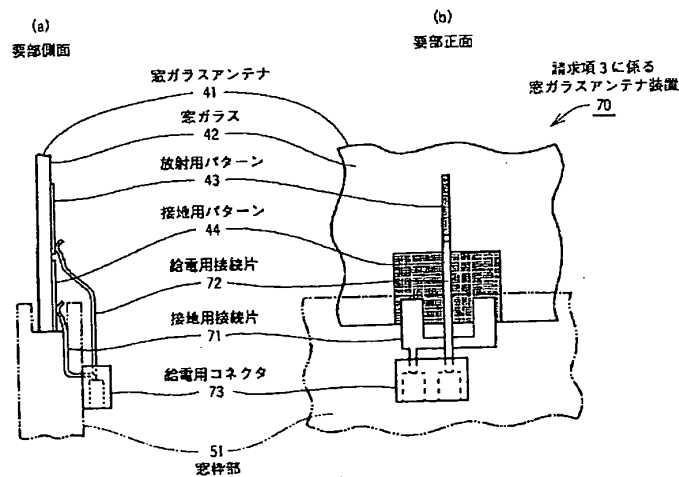 (a)
要部側面
(b)
要部正面
請求項3に係る
窓ガラスアンテナ装置
70
窓ガラスアンテナ
41
窓ガラス
42
放射用パターン
43
接地用パターン
44
給電用接続片
72
接地用接続片
71
給電用コネクタ
73
51
窓枠部